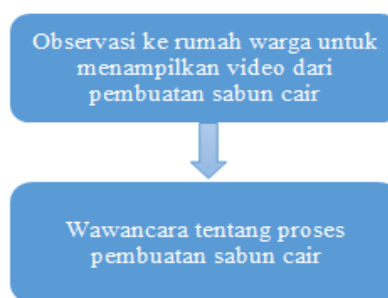 Observasi ke rumah warga untuk
menampilkan video dari
pembuatan sabun cair
Wawancara tentang proses
pembuatan sabun cair